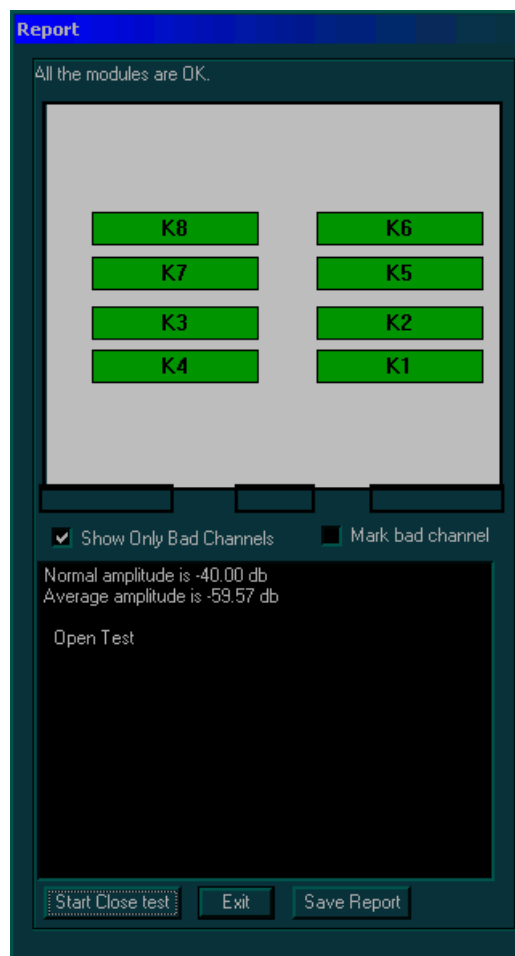 Report
All the modules are OK.
K8 K6
K7 K5
K3 K2
K4 K1
Show Only Bad Channels Mark bad channel
Normal amplitude is -40.00 db
Average amplitude is -59.57 db
Open Test
Start Close test Exit Save Report